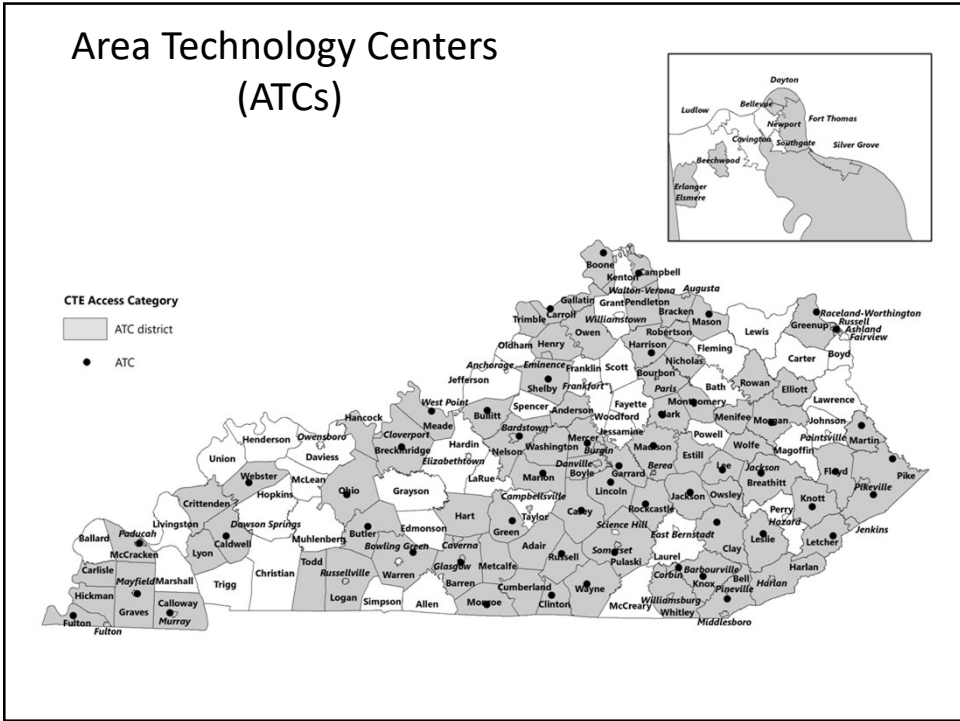 Area Technology Centers
(ATCs)
Dayton
Ludlow
Bellevue
Fort Thomas
Newport
Covington
Southgate
Silver Grove
Beechwood
Erlanger
Elsmere
CTE Access Category
ATC district
ATC
Boone
Kenton
Campbell
Walton-Verona
Augusta
Gallatin
Grant
Pendleton
Trimble
Carroll
Williamstown
Bracken
Mason
Raceland-Worthington
Greenup
Russell
Ashland
Fairview
Owen
Robertson
Lewis
Oldham
Henry
Harrison
Fleming
Carter
Boyd
Nicholas
Anchorage
Eminence
Franklin
Scott
Bourbon
Jefferson
Shelby
Frankfort
Paris
Bath
Rowan
Elliott
Lawrence
West Point
Spencer
Anderson
Fayette
Woodford
Clark
Montgomery
Menifee
Morgan
Johnson
Hancock
Meade
Bullitt
Bardstown
Jessamine
Powell
Paintsville
Martin
Henderson
Owensboro
Cloverport
Hardin
Nelson
Washington
Mercer
Burgin
Madison
Wolfe
Magoffin
Union
Daviess
Breckinridge
Elizabethtown
Danville
Boyle
Garrard
Berea
Estill
Lee
Jackson
Breathitt
Floyd
Pike
Webster
McLean
LaRue
Marion
Pikeville
Hopkins
Ohio
Grayson
Lincoln
Jackson
Owsley
Knott
Crittenden
Campbellsville
Casey
Rockcastle
Perry
Hazard
Livingston
Dawson Springs
Hart
Taylor
Science Hill
Jenkins
Ballard
Paducah
Muhlenberg
Butler
Edmonson
Green
East Bernstadt
Clay
Leslie
Letcher
McCracken
Lyon
Caldwell
Bowling Green
Caverna
Adair
Russell
Somerset
Pulaski
Laurel
Harlan
Carlisle
Mayfield
Marshall
Trigg
Christian
Todd
Russellville
Warren
Glasgow
Metcalfe
Corbin
Barbourville
Knox
Bell
Harlan
Hickman
Graves
Calloway
Logan
Simpson
Allen
Barren
Cumberland
Wayne
Pineville
Fulton
Murray
Monroe
Clinton
McCreary
Williamsburg
Whitley
Fulton
Middlesboro